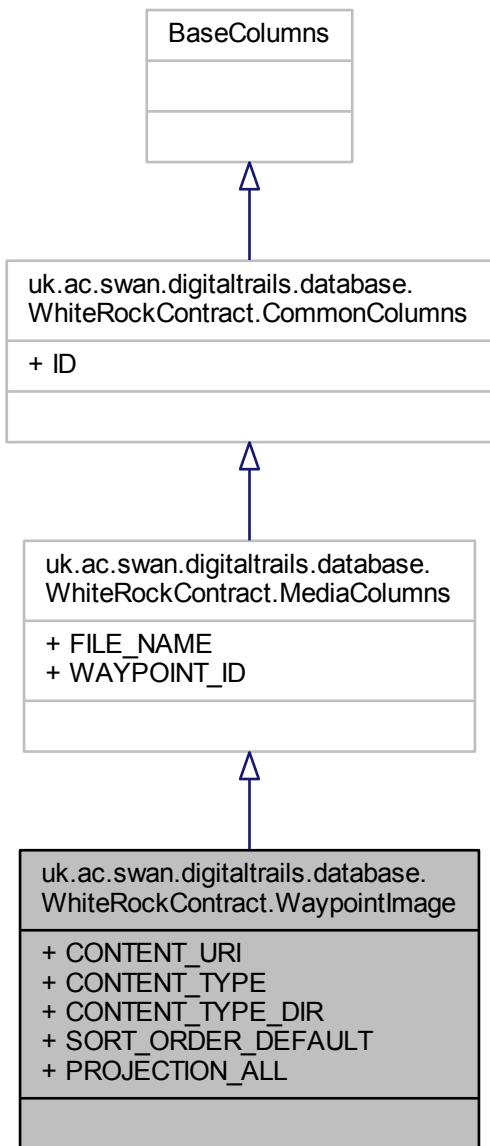 BaseColumns
uk.ac.swan.digitaltrails.database.
WhiteRockContract.CommonColumns
+ ID
uk.ac.swan.digitaltrails.database.
WhiteRockContract.MediaColumns
+ FILE_NAME
+ WAYPOINT_ID
uk.ac.swan.digitaltrails.database.
WhiteRockContract.WaypointImage
+ CONTENT_URI
+ CONTENT_TYPE
+ CONTENT_TYPE_DIR
+ SORT_ORDER_DEFAULT
+ PROJECTION_ALL